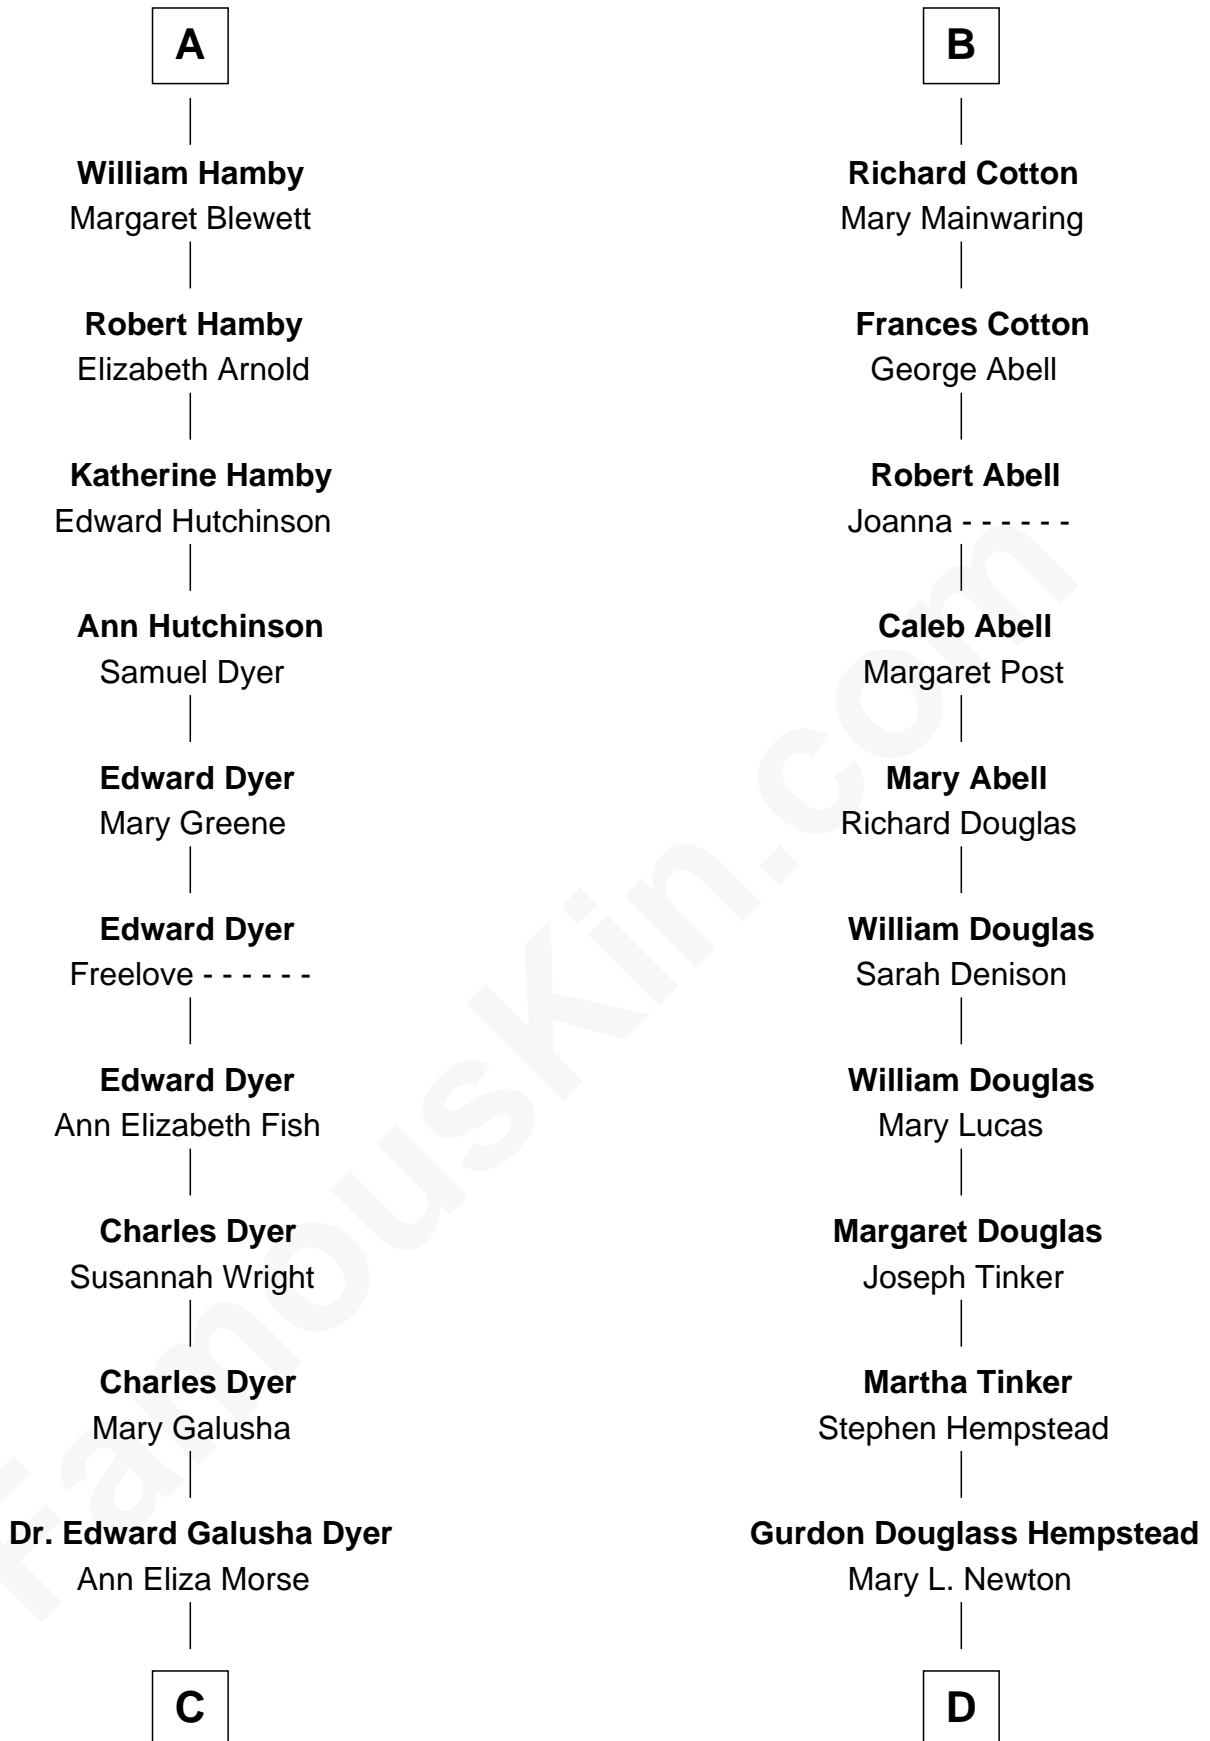 A
William Hamby
Margaret Blewett
Robert Hamby
Elizabeth Arnold
Katherine Hamby
Edward Hutchinson
Ann Hutchinson
Samuel Dyer
Edward Dyer
Mary Greene
Edward Dyer
Freelove - - - - - -
Edward Dyer
Ann Elizabeth Fish
Charles Dyer
Susannah Wright
Charles Dyer
Mary Galusha
Dr. Edward Galusha Dyer
Ann Eliza Morse
C
B
Richard Cotton
Mary Mainwaring
Frances Cotton
George Abell
Robert Abell
Joanna - - - - - -
Caleb Abell
Margaret Post
Mary Abell
Richard Douglas
William Douglas
Sarah Denison
William Douglas
Mary Lucas
Margaret Douglas
Joseph Tinker
Martha Tinker
Stephen Hempstead
Gurdon Douglass Hempstead
Mary L. Newton
D
FamousKin.com